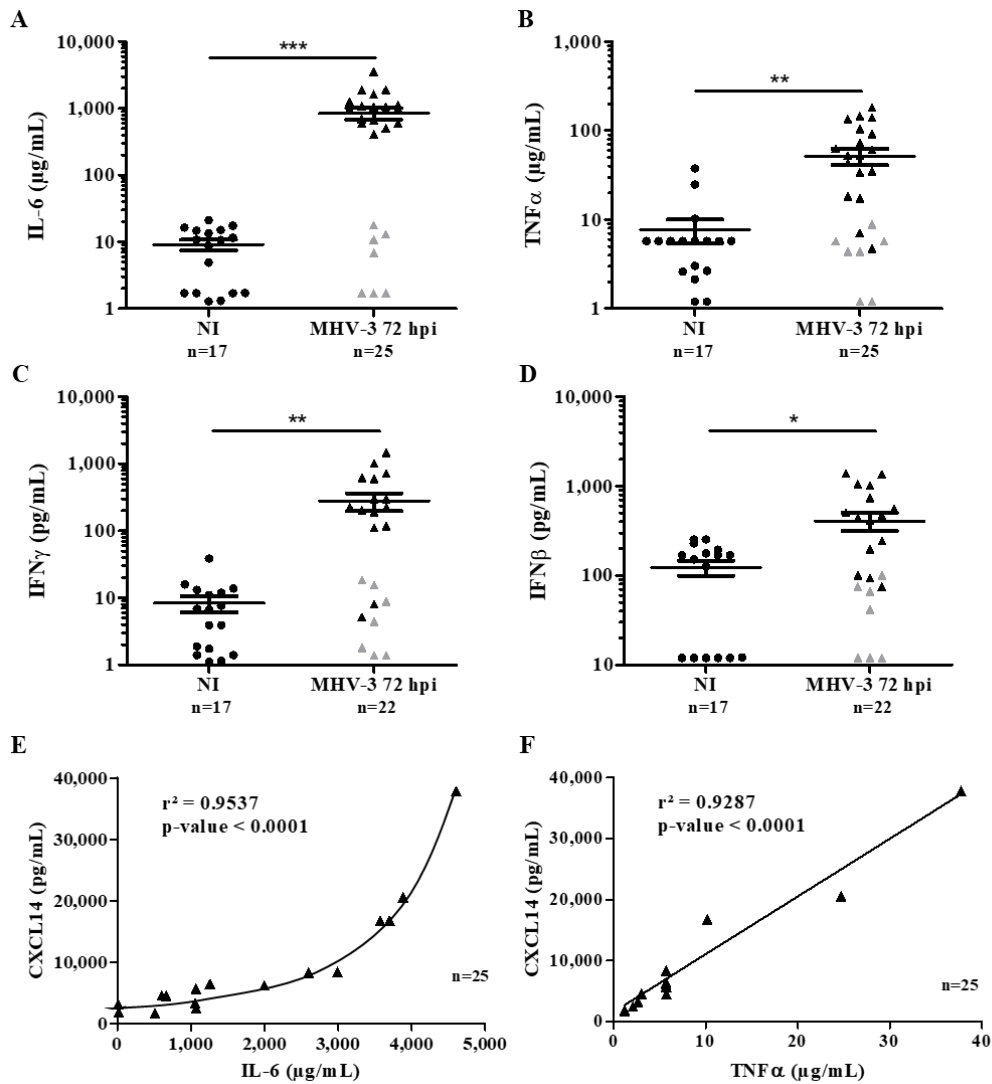 A
10,000
1,000
100
10
1
IL-6 (µg/mL)
***
NI
n=17
MHV-3 72 hpi
n=25
B
1,000
100
10
1
TNFα (µg/mL)
**
NI
n=17
MHV-3 72 hpi
n=25
C
10,000
1,000
100
10
1
IFNγ (pg/mL)
**
NI
n=17
MHV-3 72 hpi
n=22
D
10,000
1,000
100
10
IFNβ (pg/mL)
*
NI
n=17
MHV-3 72 hpi
n=22
E
40,000
30,000
20,000
10,000
0
CXCL14 (pg/mL)
r² = 0.9537
p-value < 0.0001
n=25
0 1,000 2,000 3,000 4,000 5,000
IL-6 (µg/mL)
F
40,000
30,000
20,000
10,000
0
CXCL14 (pg/mL)
r² = 0.9287
p-value < 0.0001
n=25
0 10 20 30 40
TNFα (µg/mL)